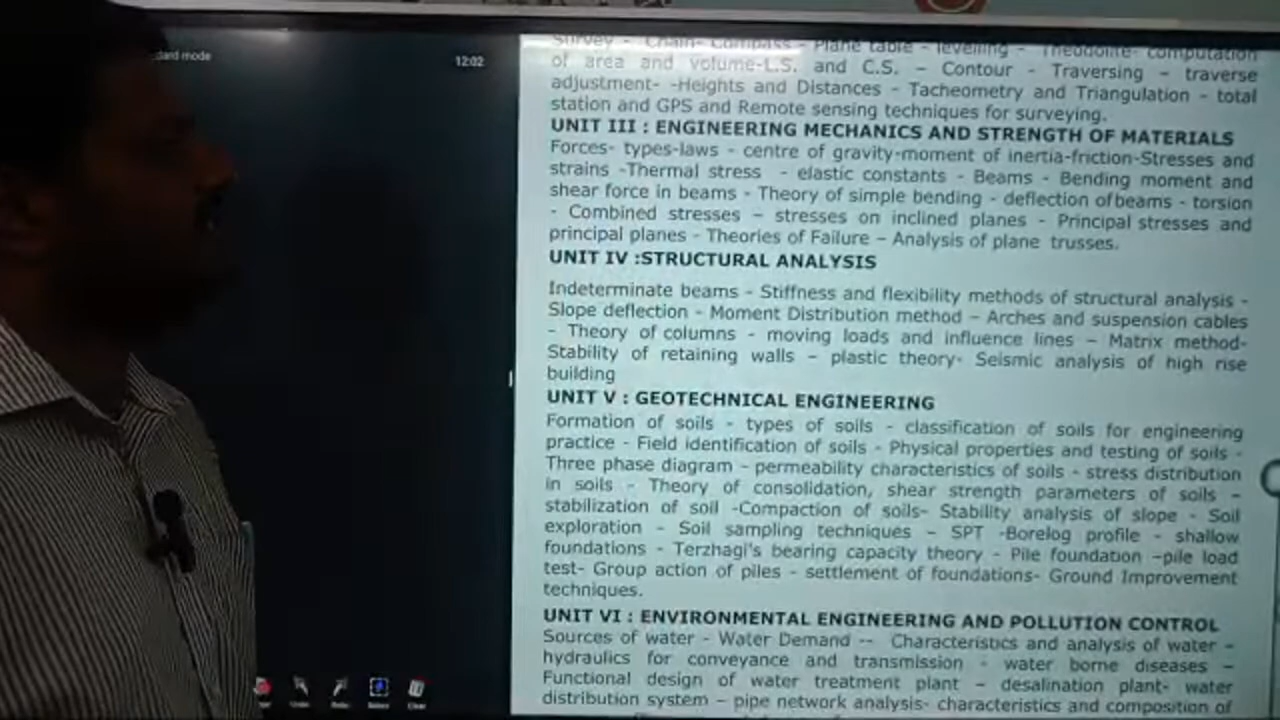 dard mode
12:02
Survey - Chain- Compass - Plane table - levelling - Theodolite- computation
of area and volume-L.S. and C.S. – Contour - Traversing – traverse
adjustment- -Heights and Distances - Tacheometry and Triangulation - total
station and GPS and Remote sensing techniques for surveying.
UNIT III : ENGINEERING MECHANICS AND STRENGTH OF MATERIALS
Forces- types-laws - centre of gravity-moment of inertia-friction-Stresses and
strains -Thermal stress - elastic constants - Beams - Bending moment and
shear force in beams - Theory of simple bending - deflection of beams - torsion
- Combined stresses – stresses on inclined planes - Principal stresses and
principal planes - Theories of Failure – Analysis of plane trusses.
UNIT IV :STRUCTURAL ANALYSIS
Indeterminate beams - Stiffness and flexibility methods of structural analysis -
Slope deflection - Moment Distribution method – Arches and suspension cables
- Theory of columns - moving loads and influence lines – Matrix method-
Stability of retaining walls – plastic theory- Seismic analysis of high rise
building
UNIT V : GEOTECHNICAL ENGINEERING
Formation of soils - types of soils - classification of soils for engineering
practice - Field identification of soils - Physical properties and testing of soils -
Three phase diagram - permeability characteristics of soils - stress distribution
in soils - Theory of consolidation, shear strength parameters of soils –
stabilization of soil -Compaction of soils- Stability analysis of slope - Soil
exploration - Soil sampling techniques – SPT -Borelog profile - shallow
foundations - Terzhagi's bearing capacity theory - Pile foundation –pile load
test- Group action of piles - settlement of foundations- Ground Improvement
techniques.
UNIT VI : ENVIRONMENTAL ENGINEERING AND POLLUTION CONTROL
Sources of water - Water Demand -- Characteristics and analysis of water –
hydraulics for conveyance and transmission - water borne diseases –
Functional design of water treatment plant – desalination plant- water
distribution system – pipe network analysis- characteristics and composition of
Select
Clear